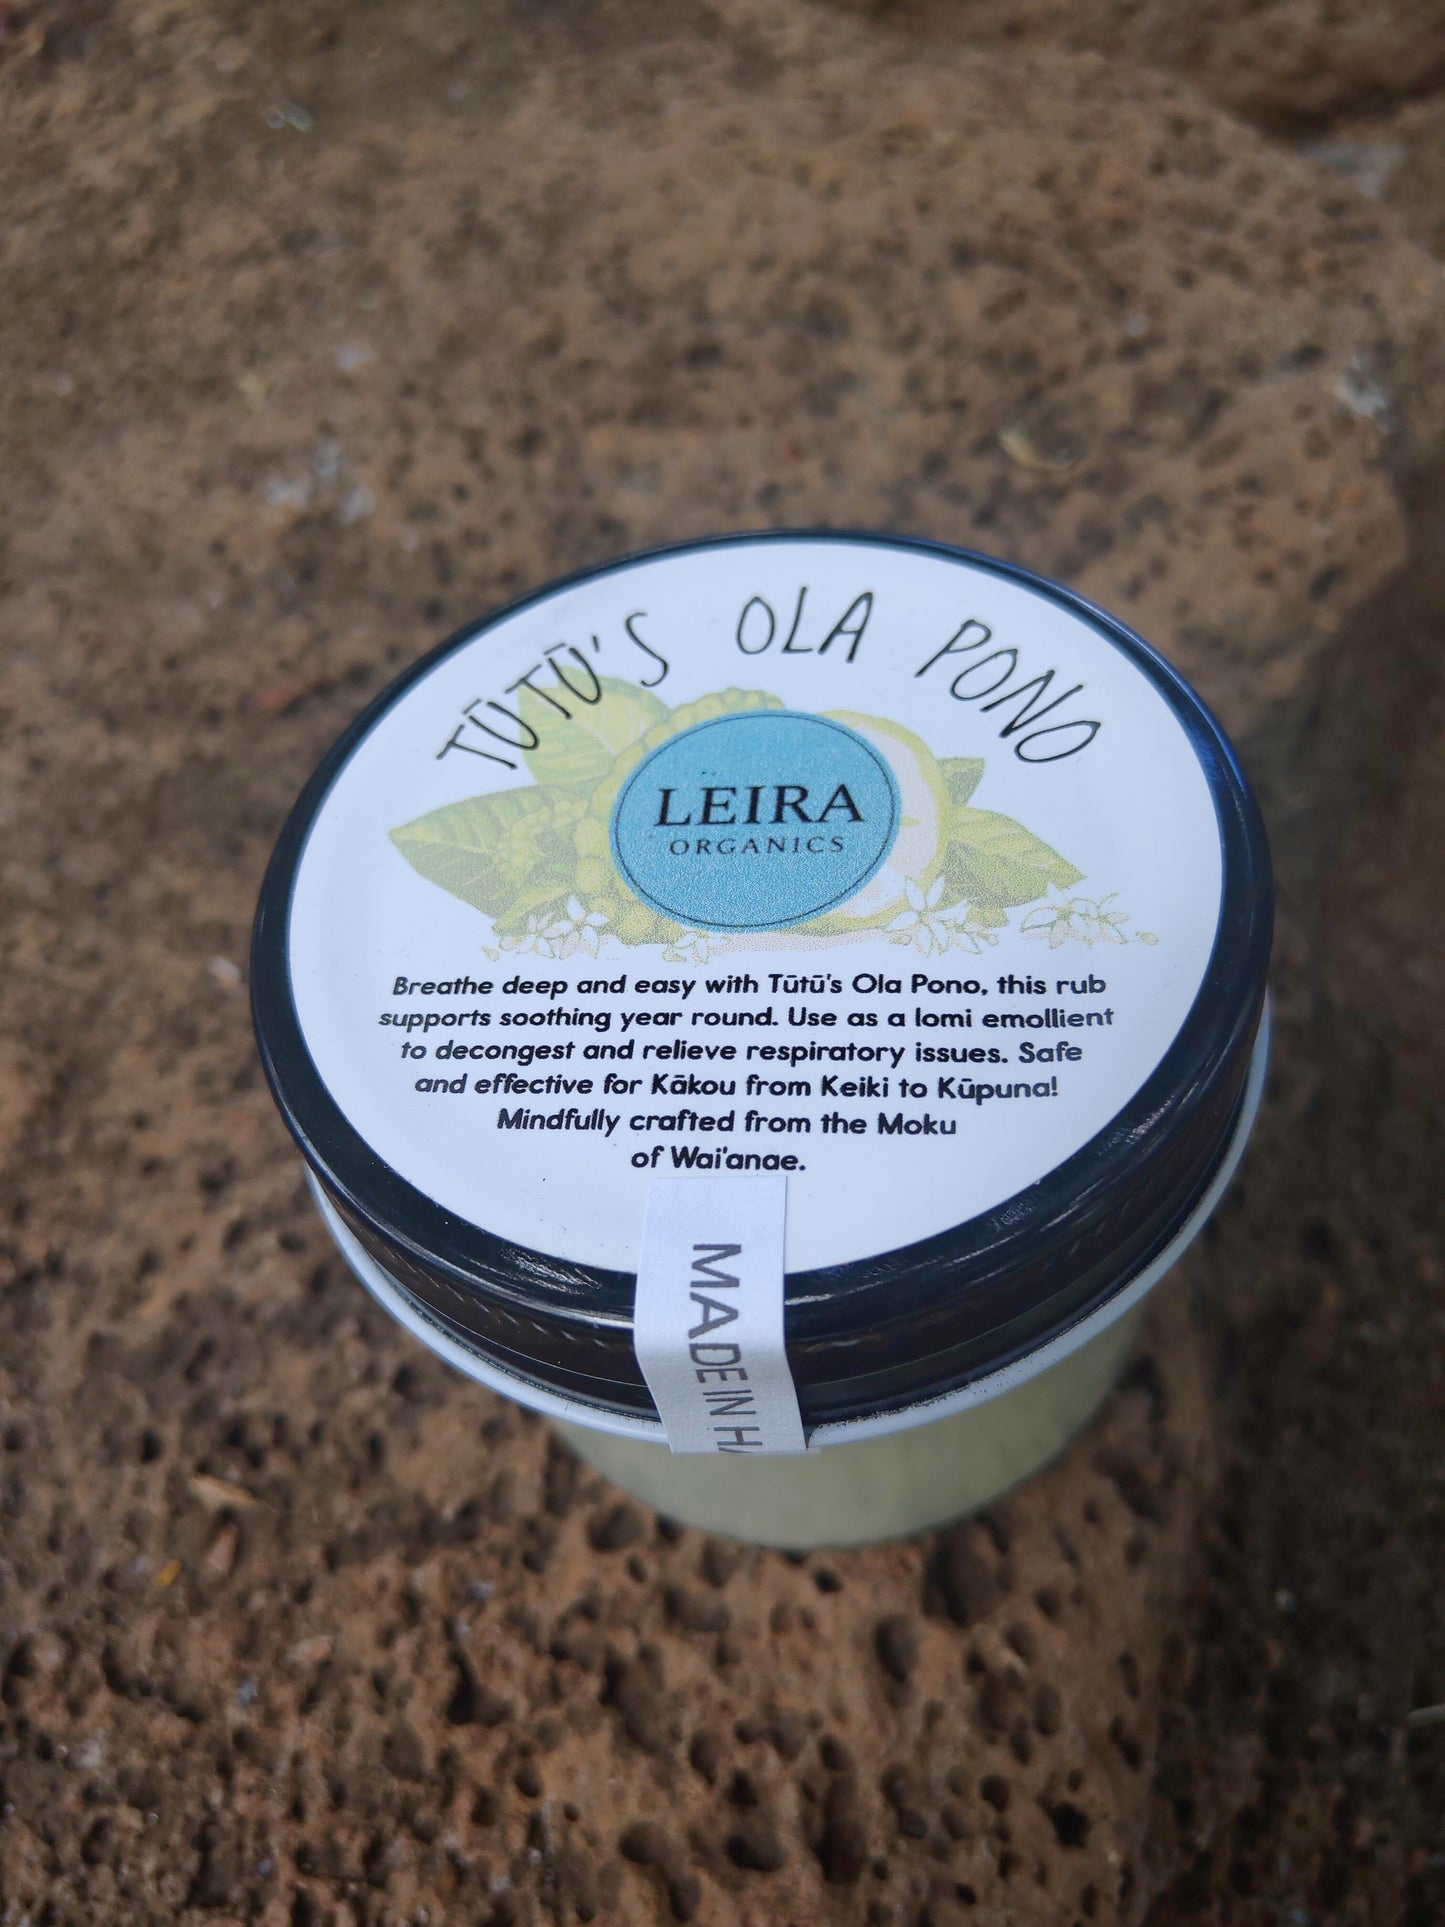 TŪTŪ'S OLA PONO
LEIRA
ORGANICS
Breathe deep and easy with Tūtū's Ola Pono, this rub
supports soothing year round. Use as a lomi emollient
to decongest and relieve respiratory issues. Safe
and effective for Kākou from Keiki to Kūpuna!
Mindfully crafted from the Moku
of Wai'anae.
MADE IN